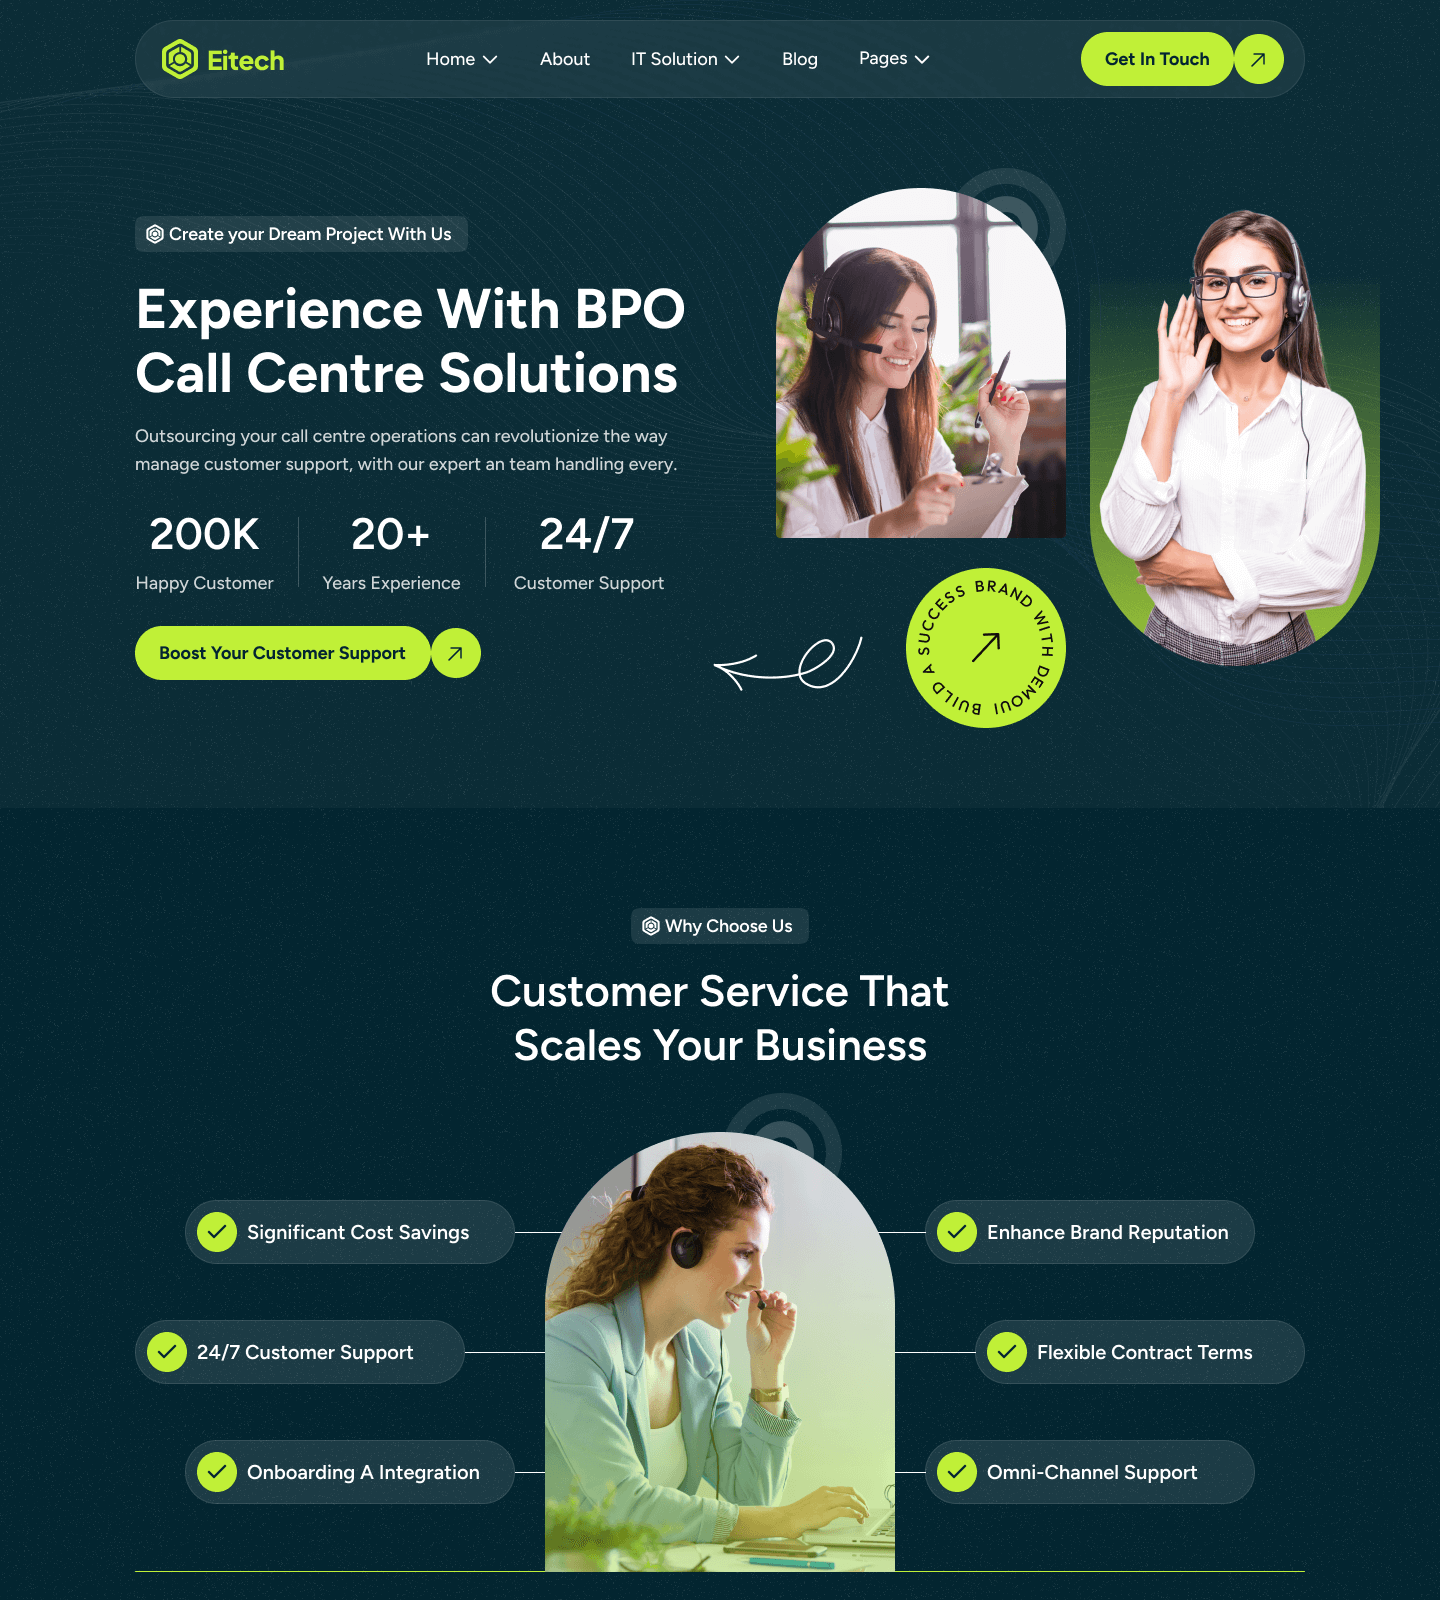 Eitech
Home
About
IT Solution
Blog
Pages
Get In Touch
Create your Dream Project With Us
Experience With BPO
Call Centre Solutions
Outsourcing your call centre operations can revolutionize the way
manage customer support, with our expert an team handling every.
200K
Happy Customer
20+
Years Experience
24/7
Customer Support
Boost Your Customer Support
BUILD A SUCCESS BRAND WITH DEMOUI
Why Choose Us
Customer Service That
Scales Your Business
Significant Cost Savings
Enhance Brand Reputation
24/7 Customer Support
Flexible Contract Terms
Onboarding A Integration
Omni-Channel Support